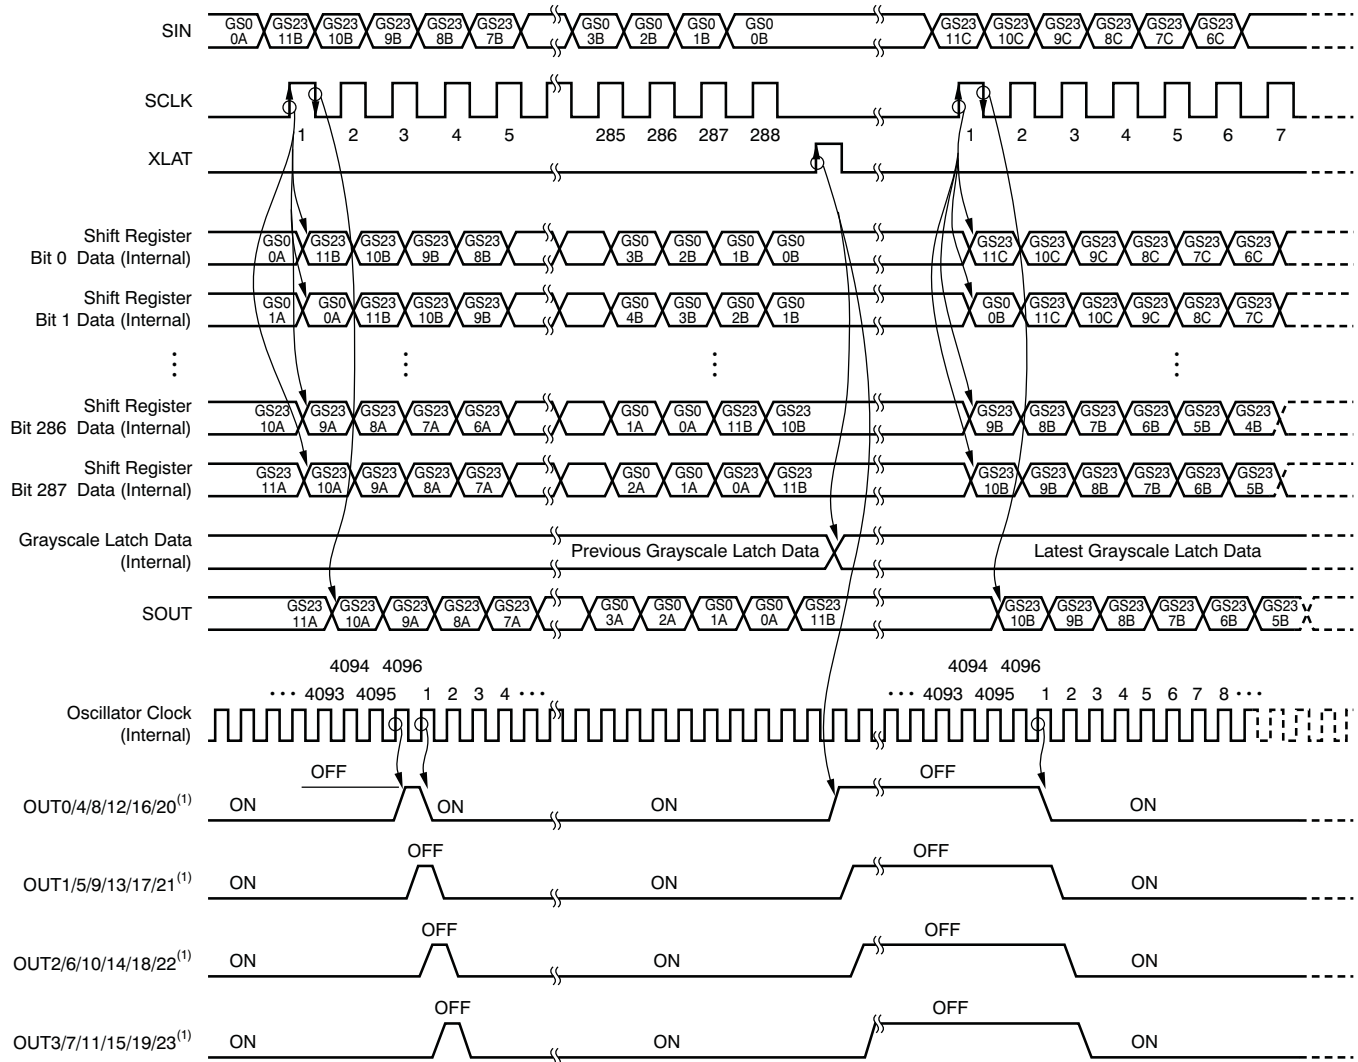 SIN
GS0 GS23 GS23 GS23 GS23 GS23 GS0 GS0 GS0 GS0 GS23 GS23 GS23 GS23 GS23 GS23
0A 11B 10B 9B 8B 7B 3B 2B 1B 0B 11C 10C 9C 8C 7C 6C
SCLK
1 2 3 4 5 285 286 287 288 1 2 3 4 5 6 7
XLAT
Shift Register
Bit 0 Data (Internal)
GS0 GS23 GS23 GS23 GS23 GS0 GS0 GS0 GS0 GS23 GS23 GS23 GS23 GS23 GS23
0A 11B 10B 9B 8B 3B 2B 1B 0B 11C 10C 9C 8C 7C 6C
Shift Register
Bit 1 Data (Internal)
GS0 GS0 GS23 GS23 GS23 GS0 GS0 GS0 GS0 GS0 GS23 GS23 GS23 GS23 GS23
1A 0A 11B 10B 9B 4B 3B 2B 1B 0B 11C 10C 9C 8C 7C
Shift Register
Bit 286 Data (Internal)
GS23 GS23 GS23 GS23 GS23 GS0 GS0 GS23 GS23 GS23 GS23 GS23 GS23 GS23 GS23
10A 9A 8A 7A 6A 1A 0A 11B 10B 9B 8B 7B 6B 5B 4B
Shift Register
Bit 287 Data (Internal)
GS23 GS23 GS23 GS23 GS23 GS0 GS0 GS23 GS23 GS23 GS23 GS23 GS23 GS23 GS23
11A 10A 9A 8A 7A 2A 1A 0A 11B 10B 9B 8B 7B 6B 5B
Grayscale Latch Data
(Internal)
Previous Grayscale Latch Data Latest Grayscale Latch Data
SOUT
GS23 GS23 GS23 GS23 GS23 GS0 GS0 GS0 GS0 GS23 GS23 GS23 GS23 GS23 GS23 GS23
11A 10A 9A 8A 7A 3A 2A 1A 0A 11B 10B 9B 8B 7B 6B 5B
4094 4096 4094 4096
... 4093 4095 1 2 3 4 ... ... 4093 4095 1 2 3 4 5 6 7 8 ...
Oscillator Clock
(Internal)
OFF OFF
OUT0/4/8/12/16/20(1) ON ON ON ON
OFF OFF
OUT1/5/9/13/17/21(1) ON ON ON
OFF OFF
OUT2/6/10/14/18/22(1) ON ON ON
OFF OFF
OUT3/7/11/15/19/23(1) ON ON ON